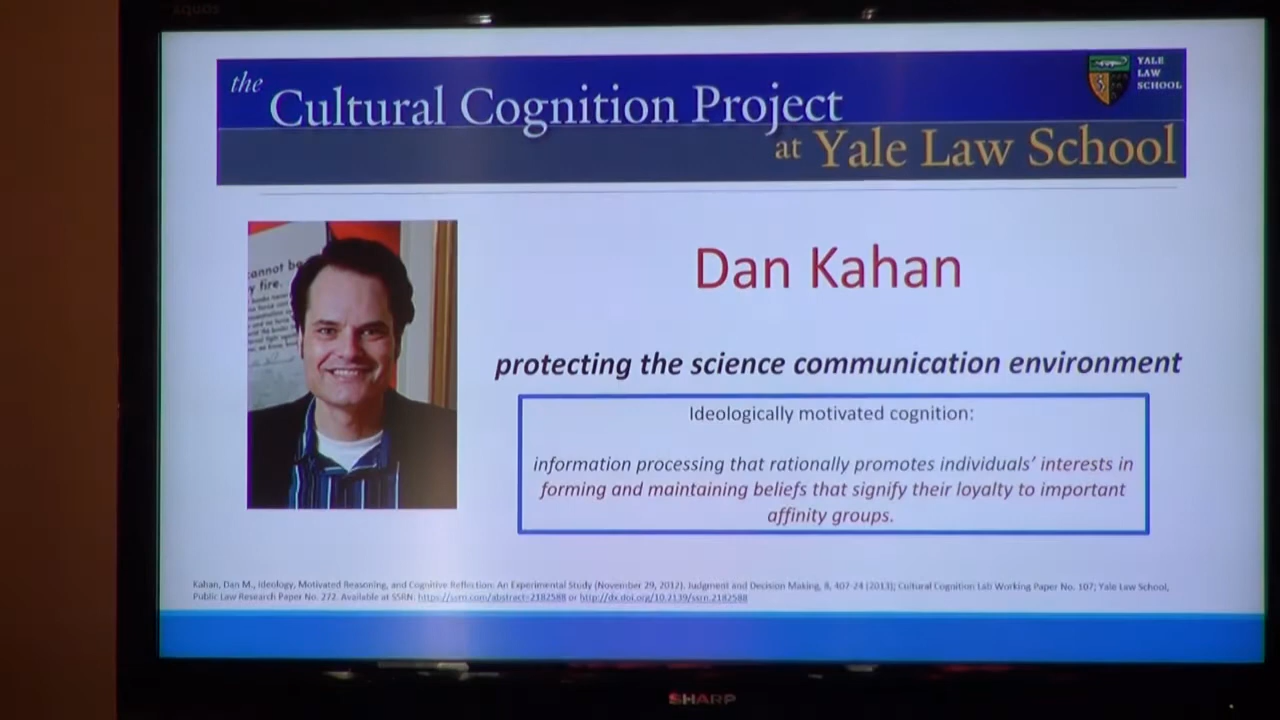 aquos
the
Cultural Cognition Project
at Yale Law School
YALE
LAW
SCHOOL
cannot be
y fire.
Dan Kahan
protecting the science communication environment
Ideologically motivated cognition:
information processing that rationally promotes individuals' interests in
forming and maintaining beliefs that signify their loyalty to important
affinity groups.
Kahan, Dan M., Ideology, Motivated Reasoning, and Cognitive Reflection: An Experimental Study (November 29, 2012). Judgment and Decision Making, 8, 407-24 (2013); Cultural Cognition Lab Working Paper No. 107; Yale Law School,
Public Law Research Paper No. 272. Available at SSRN: https://ssrn.com/abstract=2182588 or http://dx.doi.org/10.2139/ssrn.2182588
SHARP